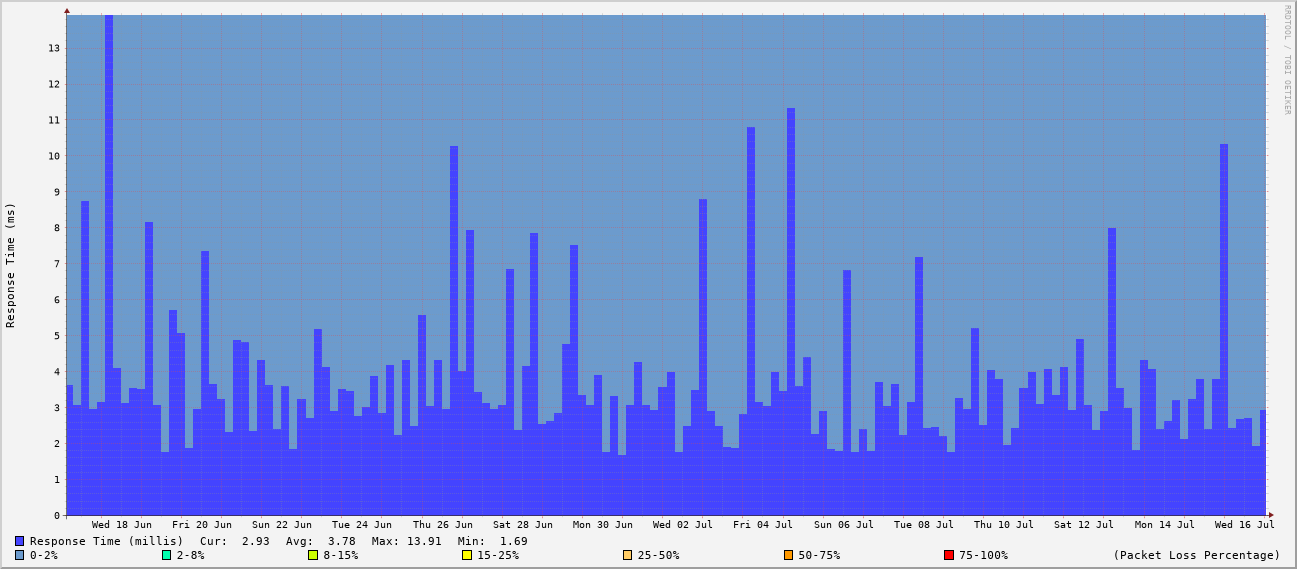 RRDTOOL / TOBI OETIKER
Response Time (ms)
13
12
11
10
9
8
7
6
5
4
3
2
1
0
Wed 18 Jun Fri 20 Jun Sun 22 Jun Tue 24 Jun Thu 26 Jun Sat 28 Jun Mon 30 Jun Wed 02 Jul Fri 04 Jul Sun 06 Jul Tue 08 Jul Thu 10 Jul Sat 12 Jul Mon 14 Jul Wed 16 Jul
Response Time (millis) Cur: 2.93 Avg: 3.78 Max: 13.91 Min: 1.69
0-2% 2-8% 8-15% 15-25% 25-50% 50-75% 75-100% (Packet Loss Percentage)